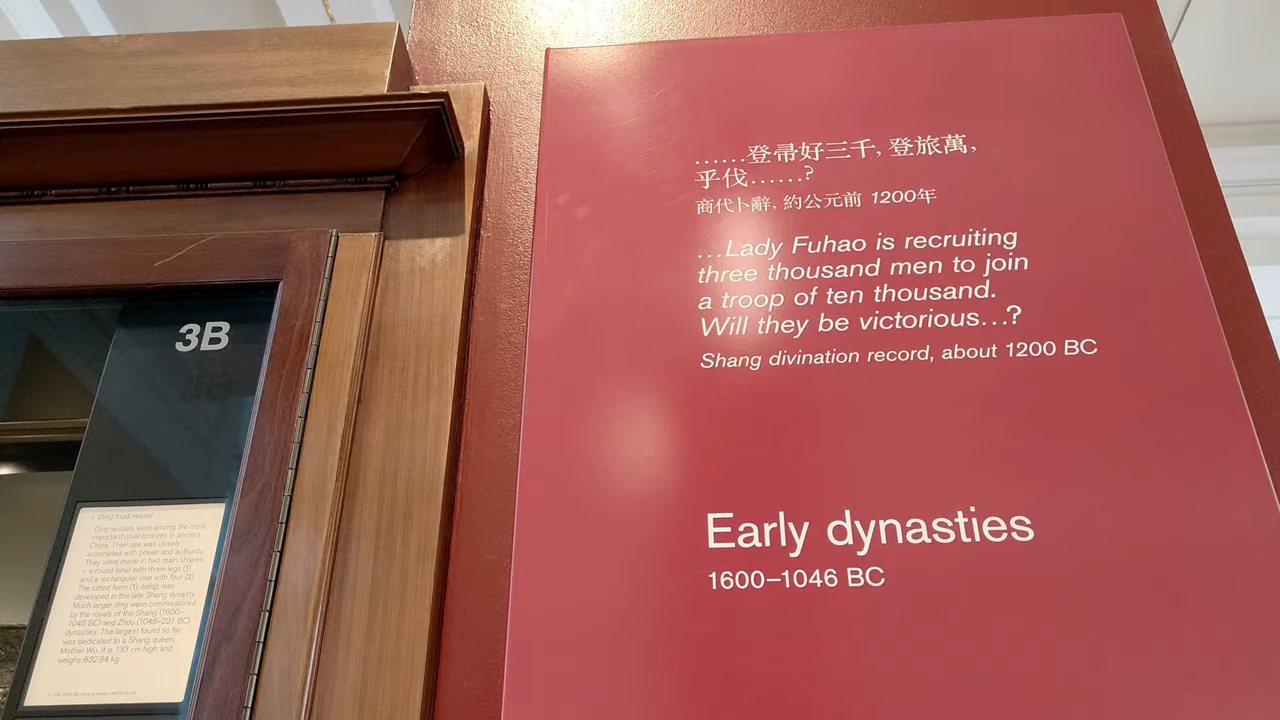 3B
1 Ding food vessel
Ding vessels were among the most
important ritual bronzes in ancient
China. Their use was closely
associated with power and authority.
They were made in two main shapes
– a round bowl with three legs (1)
and a rectangular one with four (2).
The lobed form (1), liding, was
developed in the late Shang dynasty.
Much larger ding were commissioned
by the royals of the Shang (1600–
1046 BC) and Zhou (1046–221 BC)
dynasties. The largest found so far
was dedicated to a Shang queen,
Mother Wu. It is 133 cm high and
weighs 832.84 kg.
……登帚好三千, 登旅萬,
乎伐……?
商代卜辭, 約公元前 1200年
…Lady Fuhao is recruiting
three thousand men to join
a troop of ten thousand.
Will they be victorious…?
Shang divination record, about 1200 BC
Early dynasties
1600–1046 BC